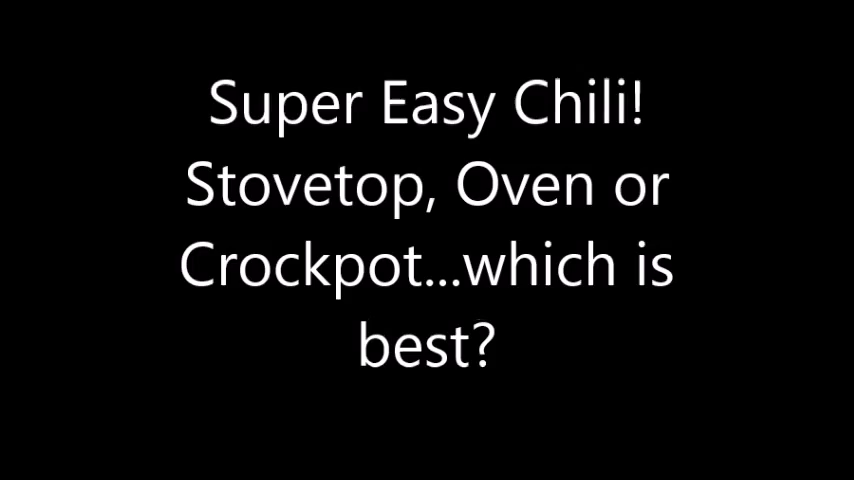 Super Easy Chili!
Stovetop, Oven or
Crockpot...which is
best?